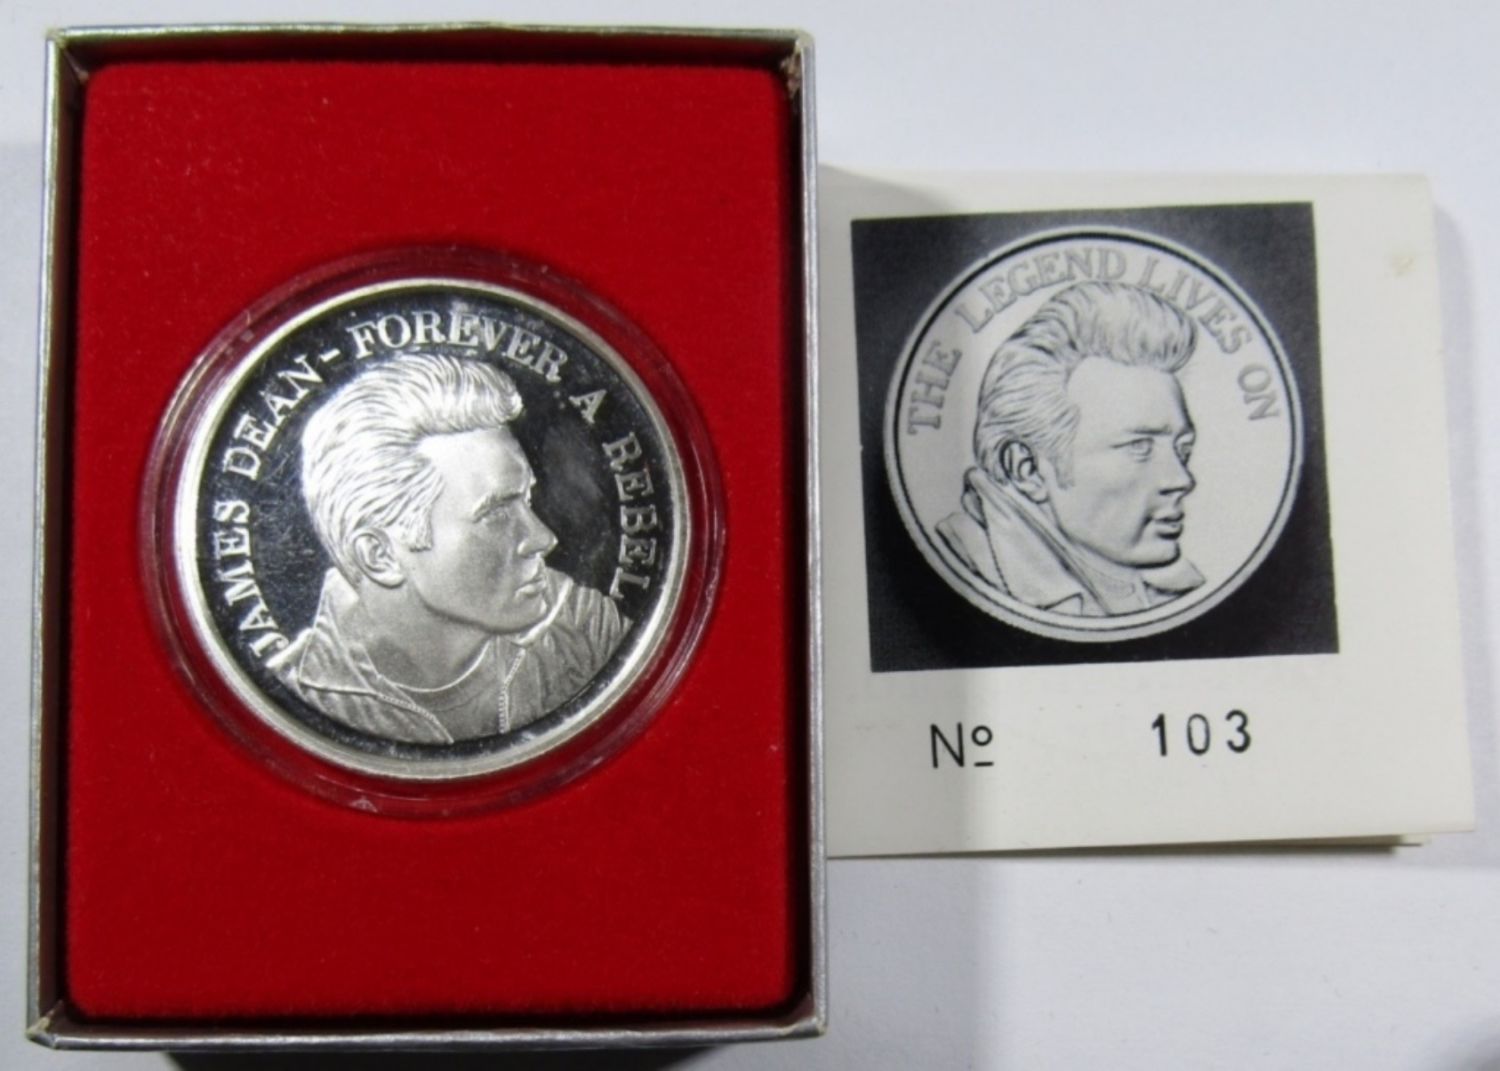 JAMES DEAN - FOREVER A REBEL
THE LEGEND LIVES ON
Nº 103